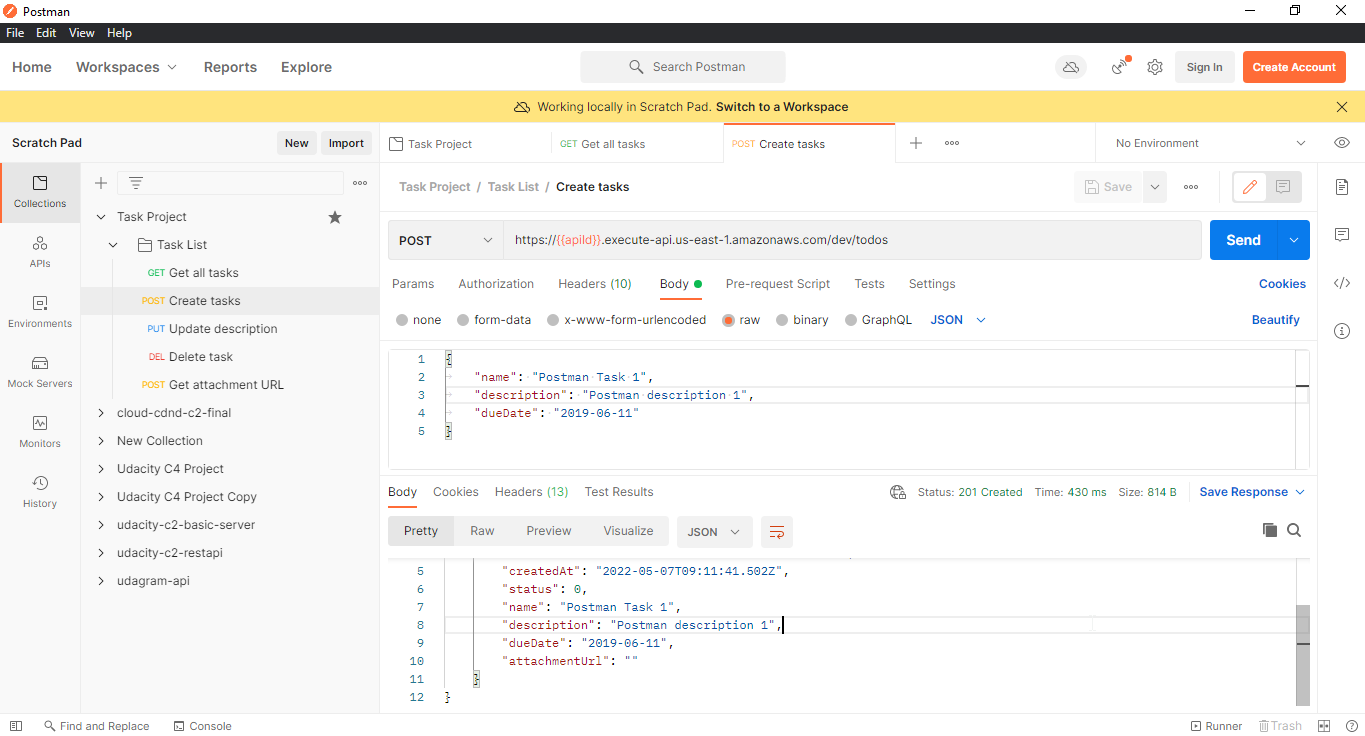 Postman
File Edit View Help
Home Workspaces Reports Explore Search Postman Sign In Create Account
Working locally in Scratch Pad. Switch to a Workspace
Scratch Pad New Import
Task Project GET Get all tasks POST Create tasks No Environment
Collections
APIs
Environments
Mock Servers
Monitors
History
Task Project
Task List
GET Get all tasks
POST Create tasks
PUT Update description
DEL Delete task
POST Get attachment URL
cloud-cdnd-c2-final
New Collection
Udacity C4 Project
Udacity C4 Project Copy
udacity-c2-basic-server
udacity-c2-restapi
udagram-api
Task Project / Task List / Create tasks Save
POST https://{{apiId}}.execute-api.us-east-1.amazonaws.com/dev/todos Send
Params Authorization Headers (10) Body Pre-request Script Tests Settings Cookies
none form-data x-www-form-urlencoded raw binary GraphQL JSON Beautify
1 {
2 "name": "Postman Task 1",
3 "description": "Postman description 1",
4 "dueDate": "2019-06-11"
5 }
Body Cookies Headers (13) Test Results Status: 201 Created Time: 430 ms Size: 814 B Save Response
Pretty Raw Preview Visualize JSON
5 "createdAt": "2022-05-07T09:11:41.502Z",
6 "status": 0,
7 "name": "Postman Task 1",
8 "description": "Postman description 1",
9 "dueDate": "2019-06-11",
10 "attachmentUrl": ""
11 }
12 }
Find and Replace Console Runner Trash